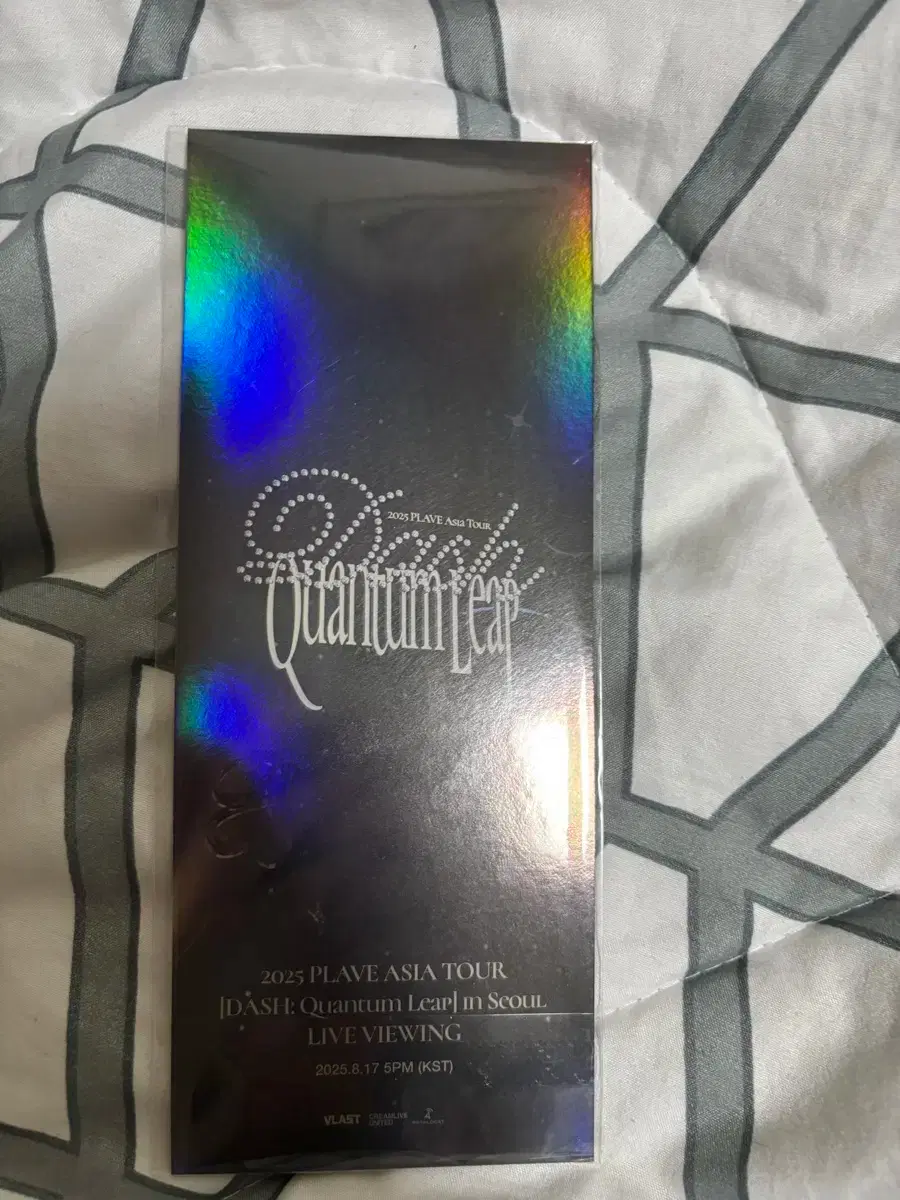 2025 PLAVE Asia Tour
Dash
Quantum Leap
2025 PLAVE ASIA TOUR
[DASH: Quantum Leap] in Seoul
LIVE VIEWING
2025.8.17 5PM (KST)
VLAST